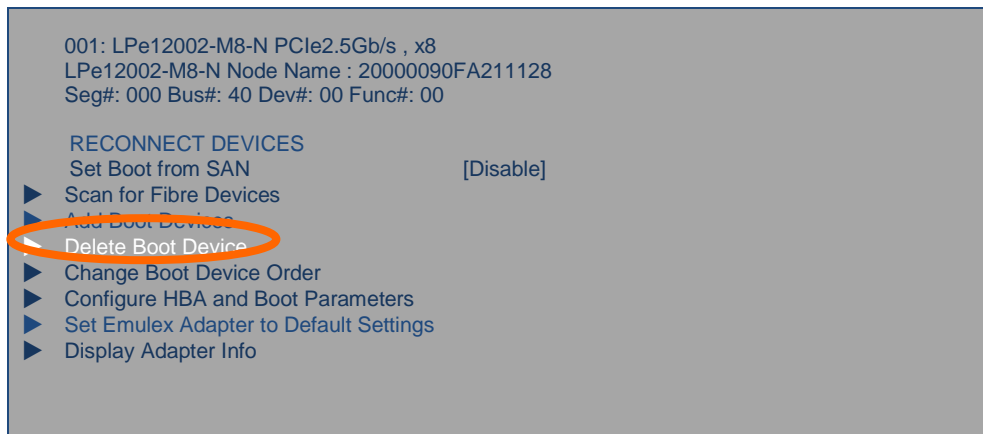 001: LPe12002-M8-N PCIe2.5Gb/s , x8
LPe12002-M8-N Node Name : 20000090FA211128
Seg#: 000 Bus#: 40 Dev#: 00 Func#: 00
RECONNECT DEVICES
Set Boot from SAN [Disable]
Scan for Fibre Devices
Add Boot Devices
Delete Boot Device
Change Boot Device Order
Configure HBA and Boot Parameters
Set Emulex Adapter to Default Settings
Display Adapter Info